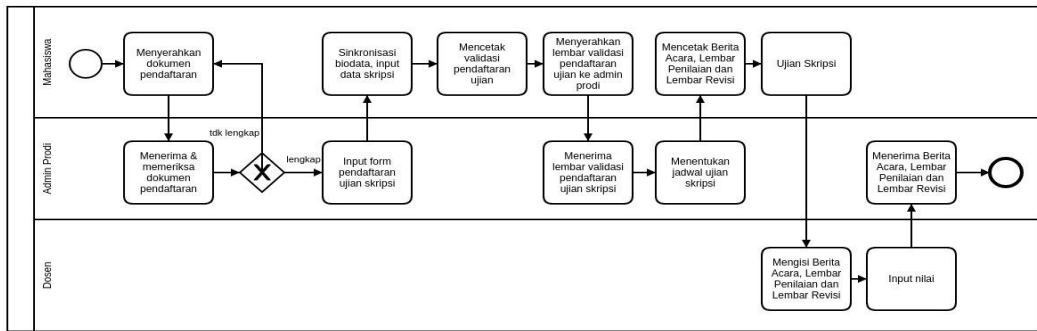 Mahasiswa
Menyerahkan
dokumen
pendaftaran
Sinkronisasi
biodata, input
data skripsi
Mencetak
validasi
pendaftaran
ujian
Menyerahkan
lembar validasi
pendaftaran
ujian ke admin
prodi
Mencetak Berita
Acara, Lembar
Penilaian dan
Lembar Revisi
Ujian Skripsi
Admin Prodi
Menerima &
memeriksa
dokumen
pendaftaran
tdk lengkap
lengkap
Input form
pendaftaran
ujian skripsi
Menerima
lembar validasi
pendaftaran
ujian skripsi
Menentukan
jadwal ujian
skripsi
Menerima Berita
Acara, Lembar
Penilaian dan
Lembar Revisi
Dosen
Mengisi Berita
Acara, Lembar
Penilaian dan
Lembar Revisi
Input nilai